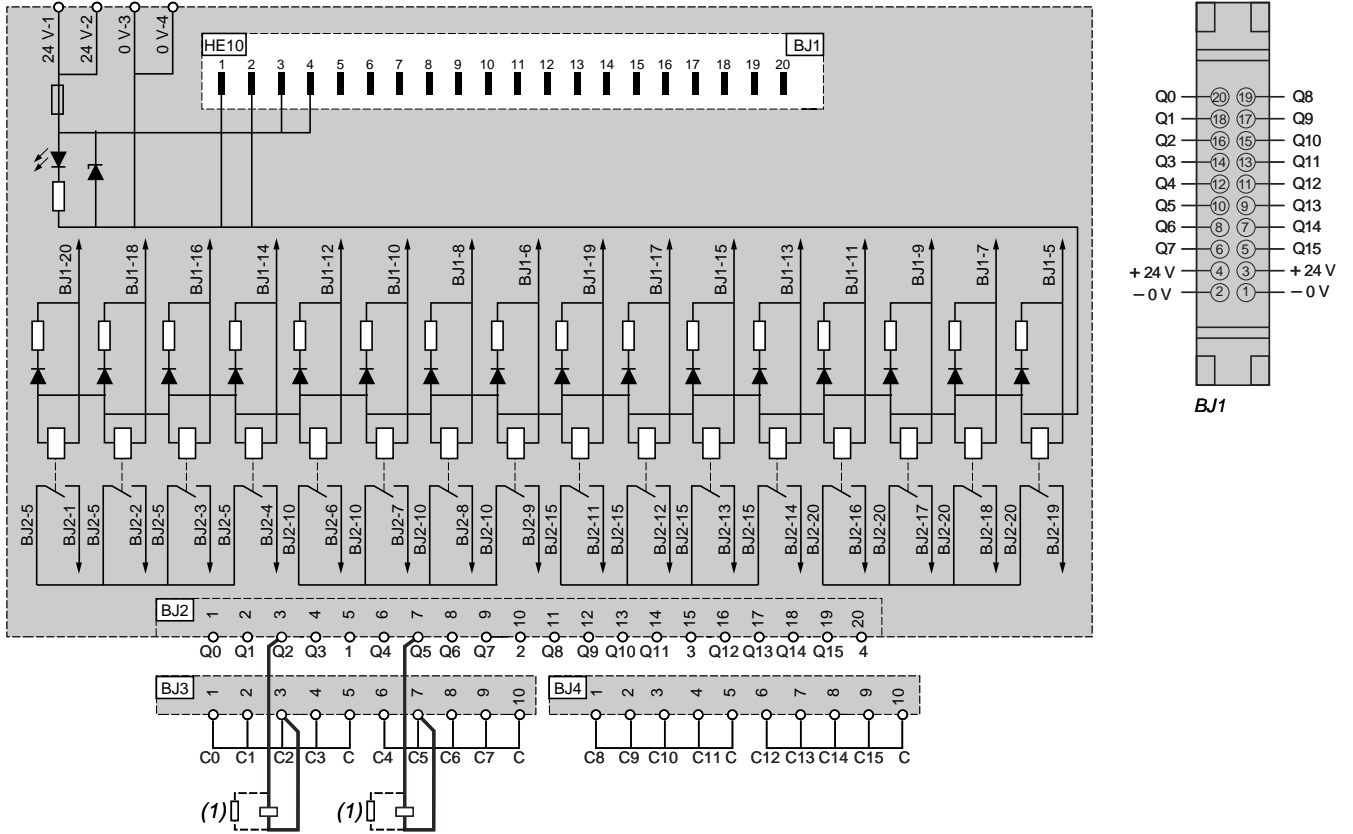 24 V-1 24 V-2 0 V-3 0 V-4
HE10 BJ1
1 2 3 4 5 6 7 8 9 10 11 12 13 14 15 16 17 18 19 20
BJ1-20 BJ1-18 BJ1-16 BJ1-14 BJ1-12 BJ1-10 BJ1-8 BJ1-6 BJ1-19 BJ1-17 BJ1-15 BJ1-13 BJ1-11 BJ1-9 BJ1-7 BJ1-5
BJ2-5 BJ2-1 BJ2-5 BJ2-2 BJ2-5 BJ2-3 BJ2-5 BJ2-4 BJ2-10 BJ2-6 BJ2-10 BJ2-7 BJ2-10 BJ2-8 BJ2-10 BJ2-9 BJ2-15 BJ2-11 BJ2-15 BJ2-12 BJ2-15 BJ2-13 BJ2-15 BJ2-14 BJ2-20 BJ2-16 BJ2-20 BJ2-17 BJ2-20 BJ2-18 BJ2-20 BJ2-19
BJ2 1 2 3 4 5 6 7 8 9 10 11 12 13 14 15 16 17 18 19 20
Q0 Q1 Q2 Q3 1 Q4 Q5 Q6 Q7 2 Q8 Q9 Q10 Q11 3 Q12 Q13 Q14 Q15 4
BJ3 1 2 3 4 5 6 7 8 9 10
C0 C1 C2 C3 C C4 C5 C6 C7 C
BJ4 1 2 3 4 5 6 7 8 9 10
C8 C9 C10 C11 C C12 C13 C14 C15 C
(1) (1)
Q0 20 19 Q8
Q1 18 17 Q9
Q2 16 15 Q10
Q3 14 13 Q11
Q4 12 11 Q12
Q5 10 9 Q13
Q6 8 7 Q14
Q7 6 5 Q15
+ 24 V 4 3 + 24 V
– 0 V 2 1 – 0 V
BJ1